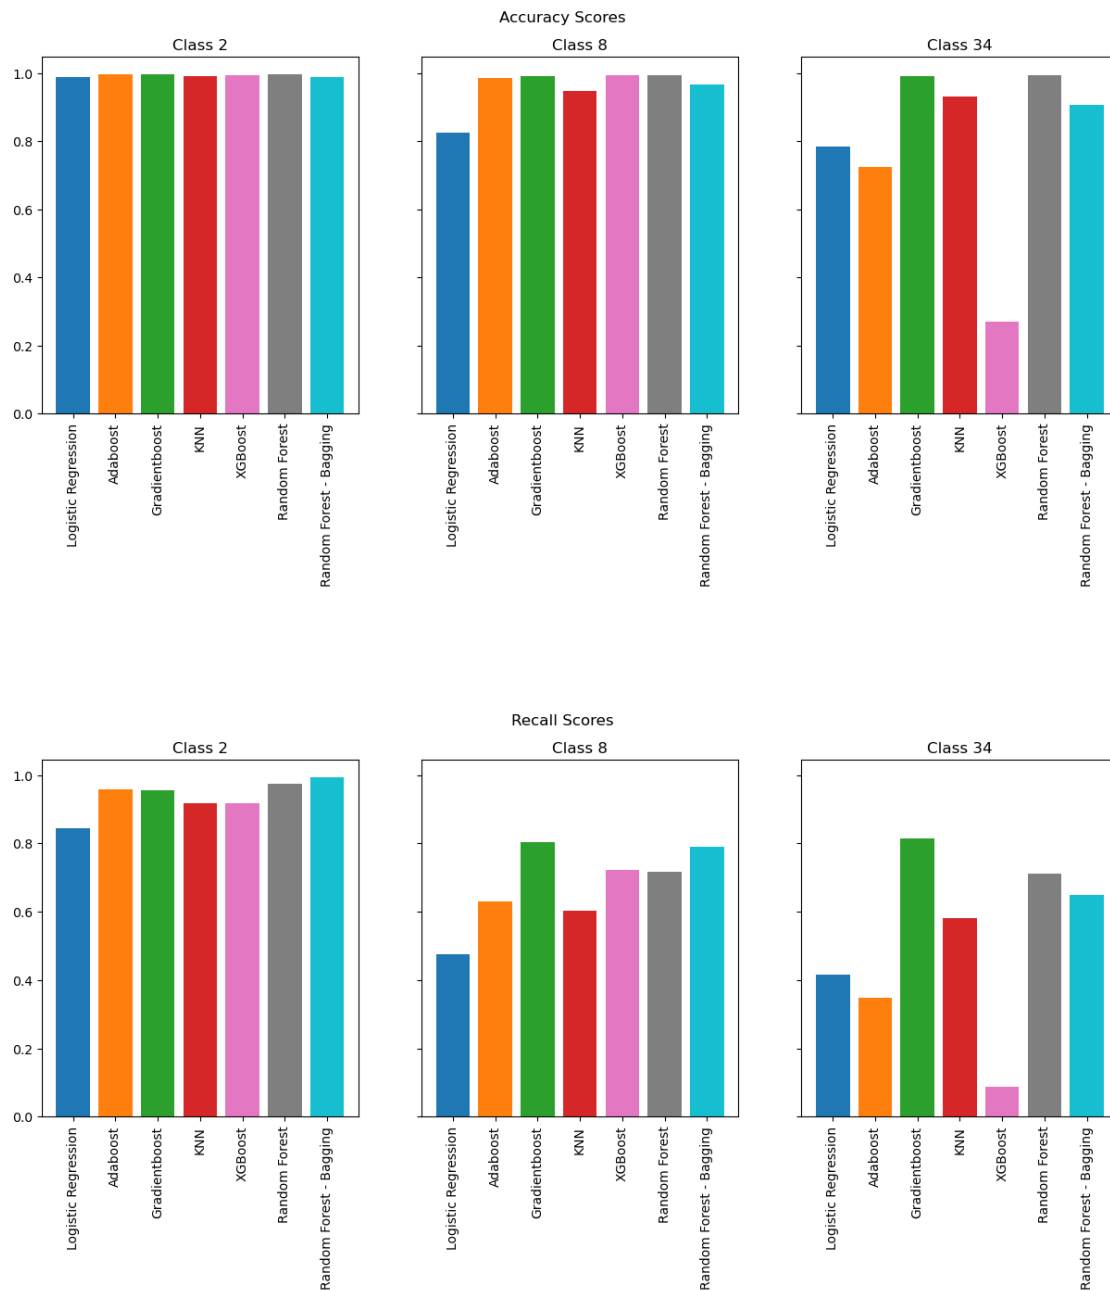 Accuracy Scores
Class 2
Class 8
Class 34
1.0
0.8
0.6
0.4
0.2
0.0
Logistic Regression
Adaboost
Gradientboost
KNN
XGBoost
Random Forest
Random Forest - Bagging
Logistic Regression
Adaboost
Gradientboost
KNN
XGBoost
Random Forest
Random Forest - Bagging
Logistic Regression
Adaboost
Gradientboost
KNN
XGBoost
Random Forest
Random Forest - Bagging
Recall Scores
Class 2
Class 8
Class 34
1.0
0.8
0.6
0.4
0.2
0.0
Logistic Regression
Adaboost
Gradientboost
KNN
XGBoost
Random Forest
Random Forest - Bagging
Logistic Regression
Adaboost
Gradientboost
KNN
XGBoost
Random Forest
Random Forest - Bagging
Logistic Regression
Adaboost
Gradientboost
KNN
XGBoost
Random Forest
Random Forest - Bagging